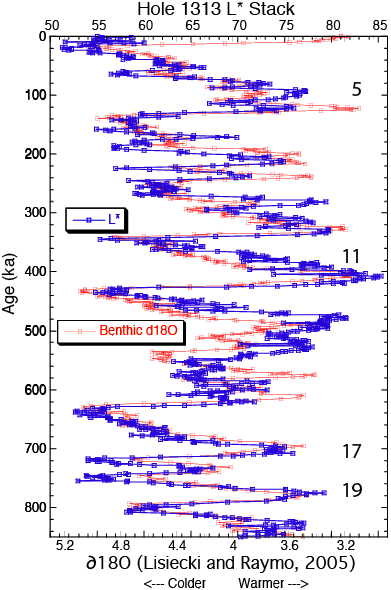 Hole 1313 L* Stack
50 55 60 65 70 75 80 85
0
5
100
200
L*
300
11
400
Age (ka)
Benthic d18O
500
600
17
700
19
800
5.2 4.8 4.4 4 3.6 3.2
∂18O (Lisiecki and Raymo, 2005)
<--- Colder Warmer --->